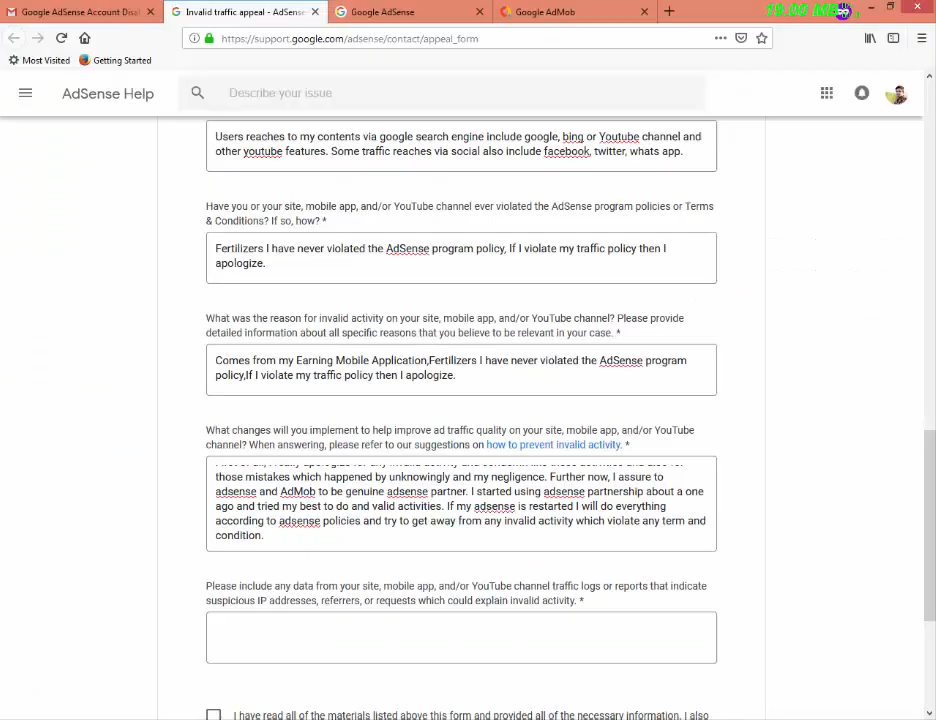 Google AdSense Account Disa
Invalid traffic appeal - AdSense
Google AdSense
Google AdMob
19.00 MB
https://support.google.com/adsense/contact/appeal_form
Most Visited
Getting Started
AdSense Help
Describe your issue
Users reaches to my contents via google search engine include google, bing or Youtube channel and
other youtube features. Some traffic reaches via social also include facebook, twitter, whats app.
Have you or your site, mobile app, and/or YouTube channel ever violated the AdSense program policies or Terms
& Conditions? If so, how? *
Fertilizers I have never violated the AdSense program policy, If I violate my traffic policy then I
apologize.
What was the reason for invalid activity on your site, mobile app, and/or YouTube channel? Please provide
detailed information about all specific reasons that you believe to be relevant in your case. *
Comes from my Earning Mobile Application,Fertilizers I have never violated the AdSense program
policy,If I violate my traffic policy then I apologize.
What changes will you implement to help improve ad traffic quality on your site, mobile app, and/or YouTube
channel? When answering, please refer to our suggestions on how to prevent invalid activity. *
those mistakes which happened by unknowingly and my negligence. Further now, I assure to
adsense and AdMob to be genuine adsense partner. I started using adsense partnership about a one
ago and tried my best to do and valid activities. If my adsense is restarted I will do everything
according to adsense policies and try to get away from any invalid activity which violate any term and
condition.
Please include any data from your site, mobile app, and/or YouTube channel traffic logs or reports that indicate
suspicious IP addresses, referrers, or requests which could explain invalid activity. *
I have read all of the materials listed above this form and provided all of the necessary information. I also